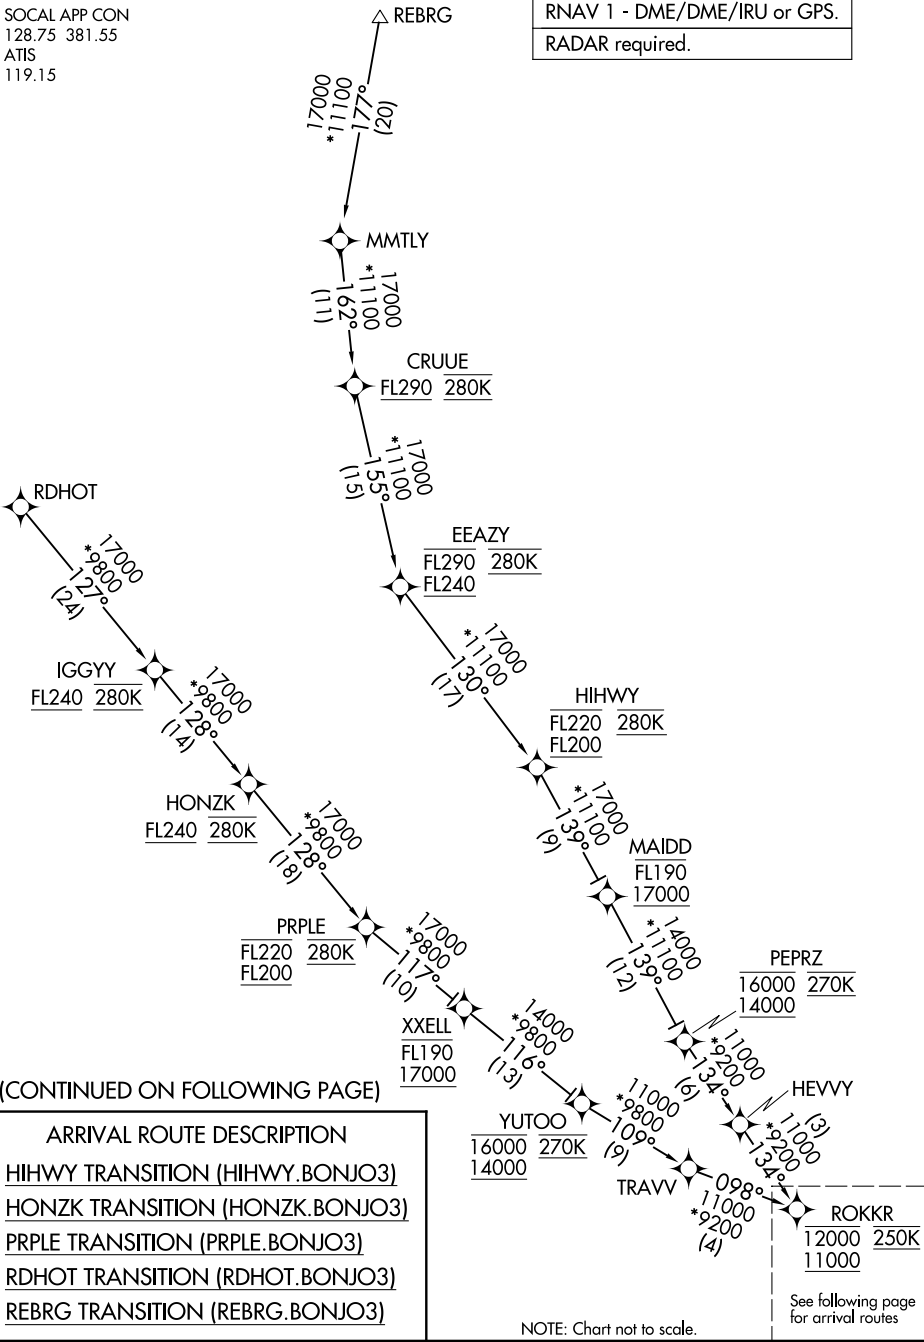 SOCAL APP CON
128.75 381.55
ATIS
119.15
REBRG
RNAV 1 - DME/DME/IRU or GPS.
RADAR required.
17000
*11100
177°
(20)
MMTLY
17000
*11100
162°
(11)
CRUUE
FL290 280K
17000
*11100
155°
(15)
RDHOT
EEAZY
FL290 280K
FL240
17000
*9800
127°
(24)
IGGYY
FL240 280K
17000
*11100
130°
(17)
17000
*9800
128°
(14)
HIHWY
FL220 280K
FL200
HONZK
FL240 280K
17000
*11100
139°
(9)
17000
*9800
128°
(18)
MAIDD
FL190
17000
PRPLE
FL220 280K
FL200
17000
*9800
117°
(10)
14000
*11100
139°
(12)
PEPRZ
16000 270K
14000
XXELL
FL190
17000
14000
*9800
116°
(13)
11000
*9200
134°
(6)
HEVVY
(3)
11000
*9200
134°
YUTOO
16000 270K
14000
11000
*9800
109°
(9)
TRAVV
098°
11000
*9200
(4)
ROKKR
12000 250K
11000
See following page
for arrival routes
(CONTINUED ON FOLLOWING PAGE)
ARRIVAL ROUTE DESCRIPTION
HIHWY TRANSITION (HIHWY.BONJO3)
HONZK TRANSITION (HONZK.BONJO3)
PRPLE TRANSITION (PRPLE.BONJO3)
RDHOT TRANSITION (RDHOT.BONJO3)
REBRG TRANSITION (REBRG.BONJO3)
NOTE: Chart not to scale.